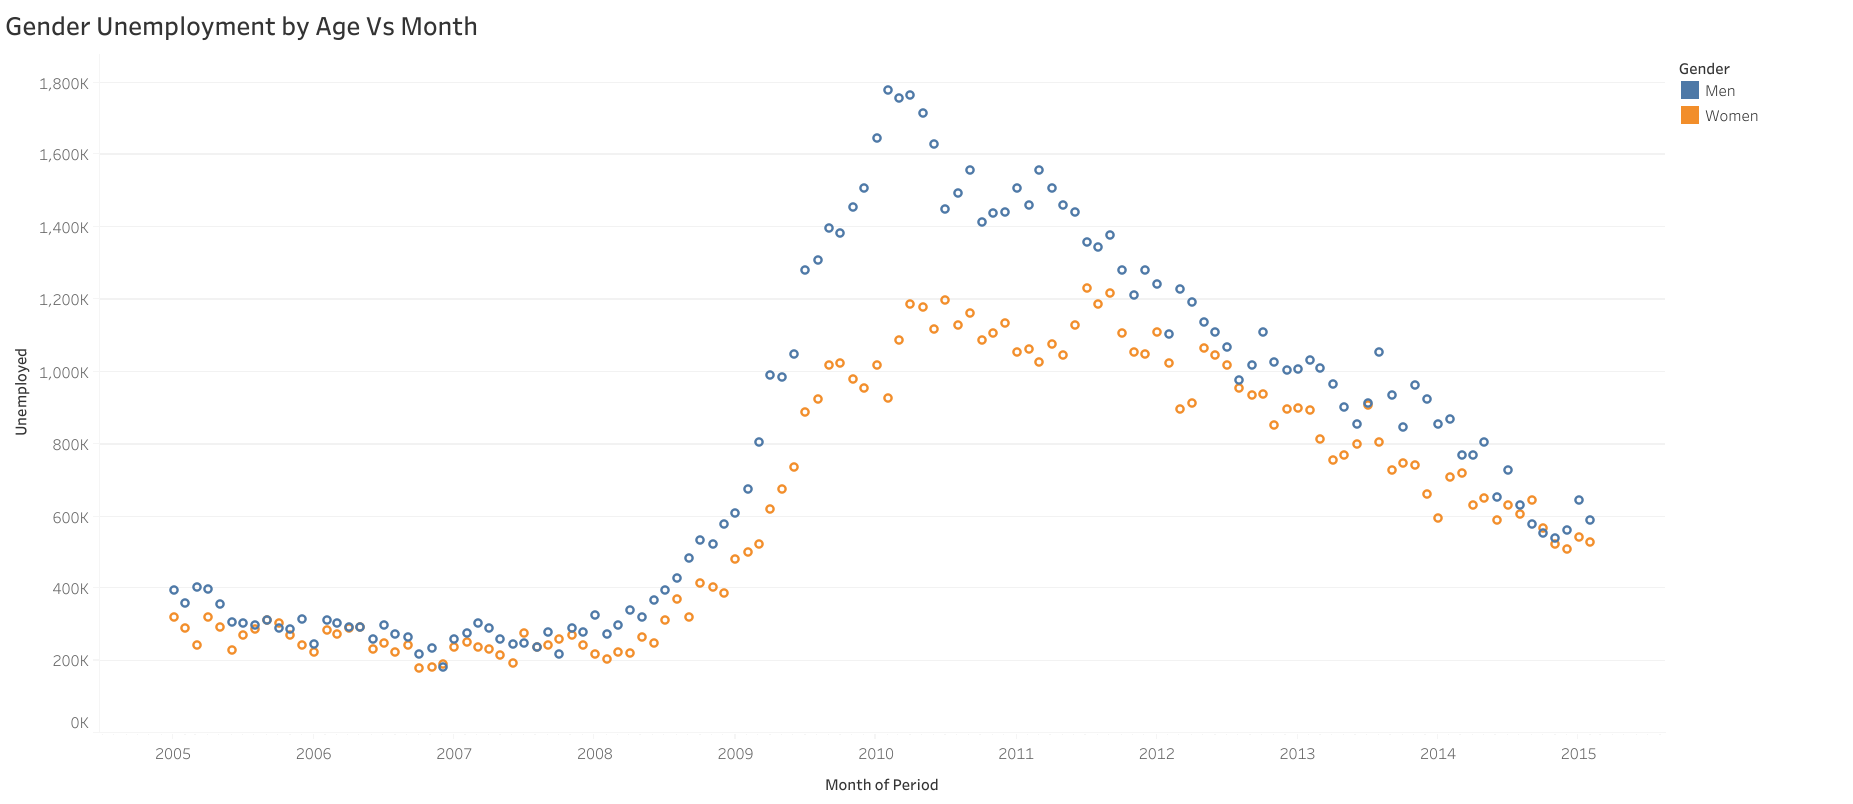 Gender Unemployment by Age Vs Month
Gender
Men
Women
1,800K
1,600K
1,400K
1,200K
1,000K
800K
600K
400K
200K
0K
Unemployed
2005 2006 2007 2008 2009 2010 2011 2012 2013 2014 2015
Month of Period